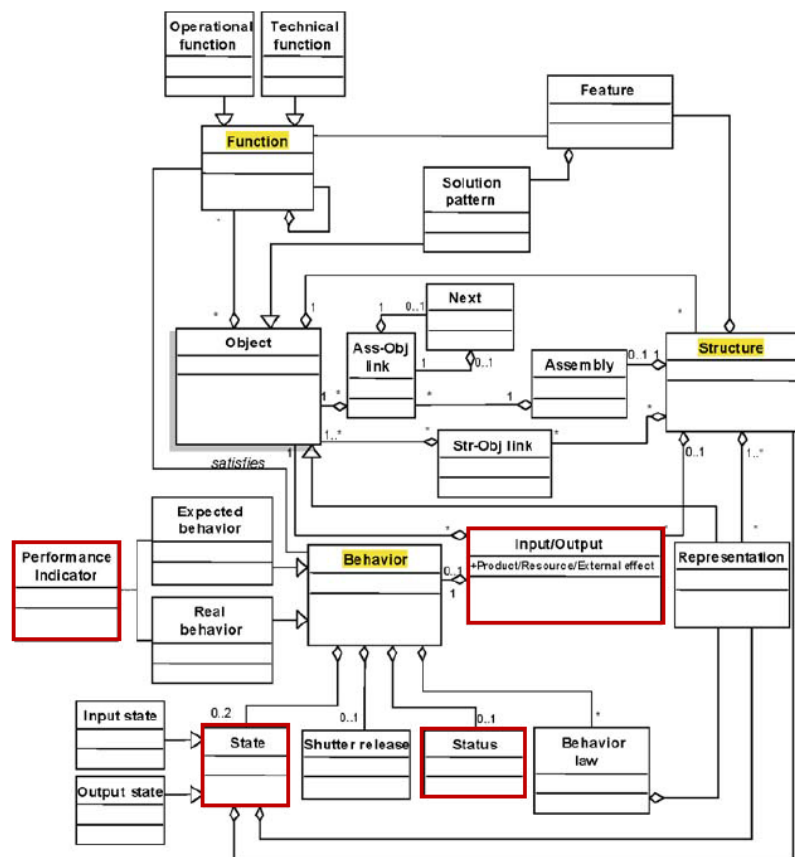 Operational
function
Technical
function
Feature
Function
Solution
pattern
*
1
*
*
1
0..1
Next
Object
Ass-Obj
link
1
0..1
Assembly
0..1
1
Structure
1
*
*
1
1..*
*
*
*
Str-Obj link
satisfies
1
0..1
1..*
Expected
behavior
*
*
*
Performance
Indicator
Behavior
0..1
1
Input/Output
+Product/Resource/External effect
Representation
Real
behavior
0..2
0..1
0..1
*
Input state
State
Shutter release
Status
Behavior
law
Output state